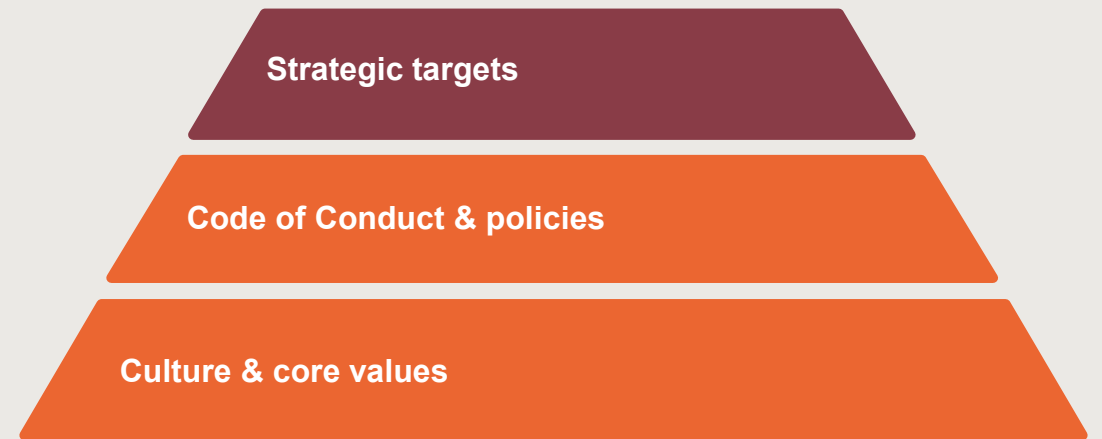 Strategic targets
Code of Conduct & policies
Culture & core values